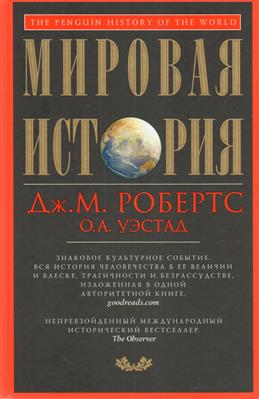 THE PENGUIN HISTORY OF THE WORLD
МИРОВАЯ
ИСТОРИЯ
Дж.М. РОБЕРТС
О.А. УЭСТАД
ЗНАКОВОЕ КУЛЬТУРНОЕ СОБЫТИЕ.
ВСЯ ИСТОРИЯ ЧЕЛОВЕЧЕСТВА В ЕЕ ВЕЛИЧИИ
И БЛЕСКЕ, ТРАГИЧНОСТИ И БЕЗРАССУДСТВЕ,
ИЗЛОЖЕННАЯ В ОДНОЙ
АВТОРИТЕТНОЙ КНИГЕ.
goodreads.com
НЕПРЕВЗОЙДЕННЫЙ МЕЖДУНАРОДНЫЙ
ИСТОРИЧЕСКИЙ БЕСТСЕЛЛЕР.
The Observer